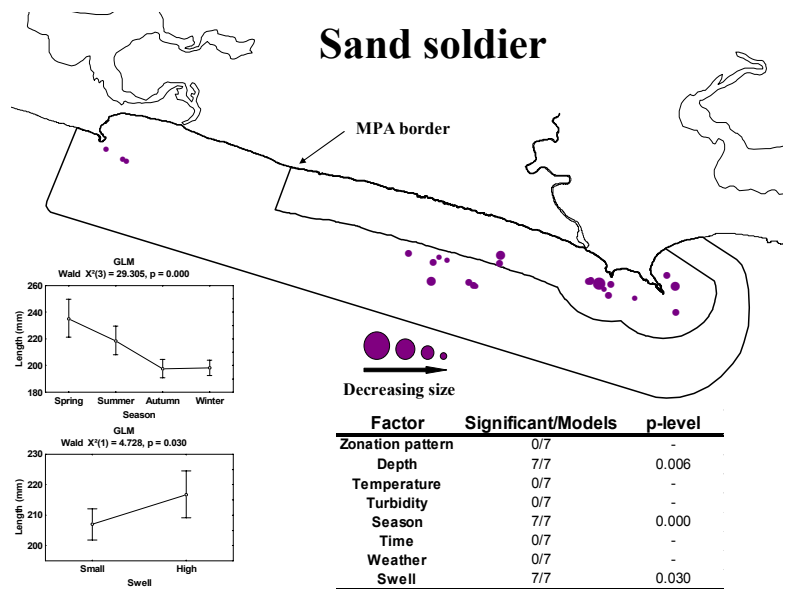 Sand soldier
MPA border
GLM
Wald X²(3) = 29.305, p = 0.000
260
240
220
200
180
Length (mm)
Spring Summer Autumn Winter
Season
GLM
Wald X²(1) = 4.728, p = 0.030
230
220
210
200
Length (mm)
Small High
Swell
Decreasing size
Factor Significant/Models p-level
Zonation pattern 0/7 -
Depth 7/7 0.006
Temperature 0/7 -
Turbidity 0/7 -
Season 7/7 0.000
Time 0/7 -
Weather 0/7 -
Swell 7/7 0.030